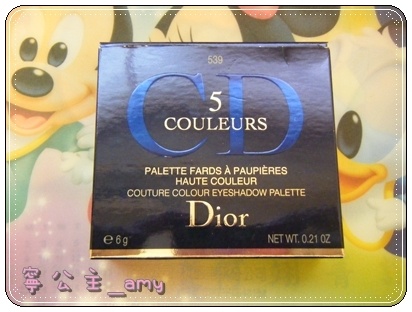 539
CD
5
COULEURS
PALETTE FARDS À PAUPIÈRES
HAUTE COULEUR
COUTURE COLOUR EYESHADOW PALETTE
Dior
℮ 6g NET WT. 0.21 OZ
寧公主_amy